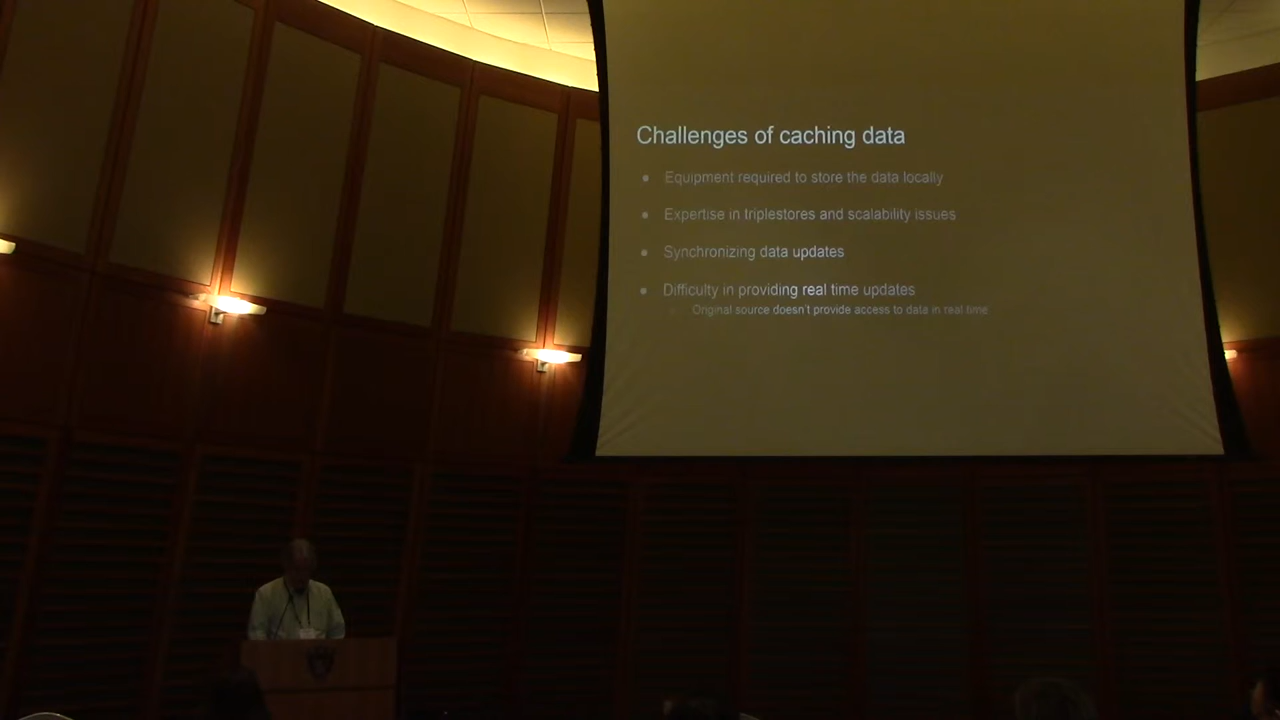 Challenges of caching data
● Equipment required to store the data locally
● Expertise in triplestores and scalability issues
● Synchronizing data updates
● Difficulty in providing real time updates
Original source doesn't provide access to data in real time